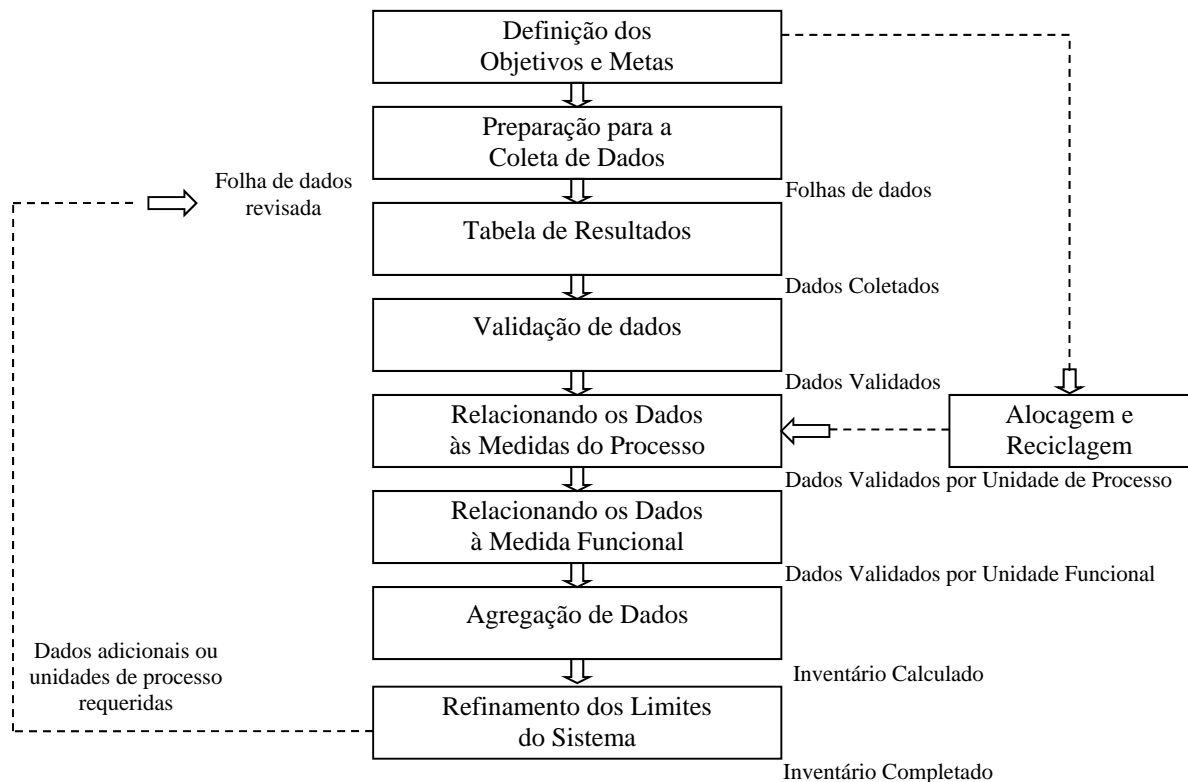 Definição dos
Objetivos e Metas
Preparação para a
Coleta de Dados
Folha de dados
revisada
Folhas de dados
Tabela de Resultados
Dados Coletados
Validação de dados
Dados Validados
Relacionando os Dados
às Medidas do Processo
Alocagem e
Reciclagem
Dados Validados por Unidade de Processo
Relacionando os Dados
à Medida Funcional
Dados Validados por Unidade Funcional
Agregação de Dados
Dados adicionais ou
unidades de processo
requeridas
Inventário Calculado
Refinamento dos Limites
do Sistema
Inventário Completado